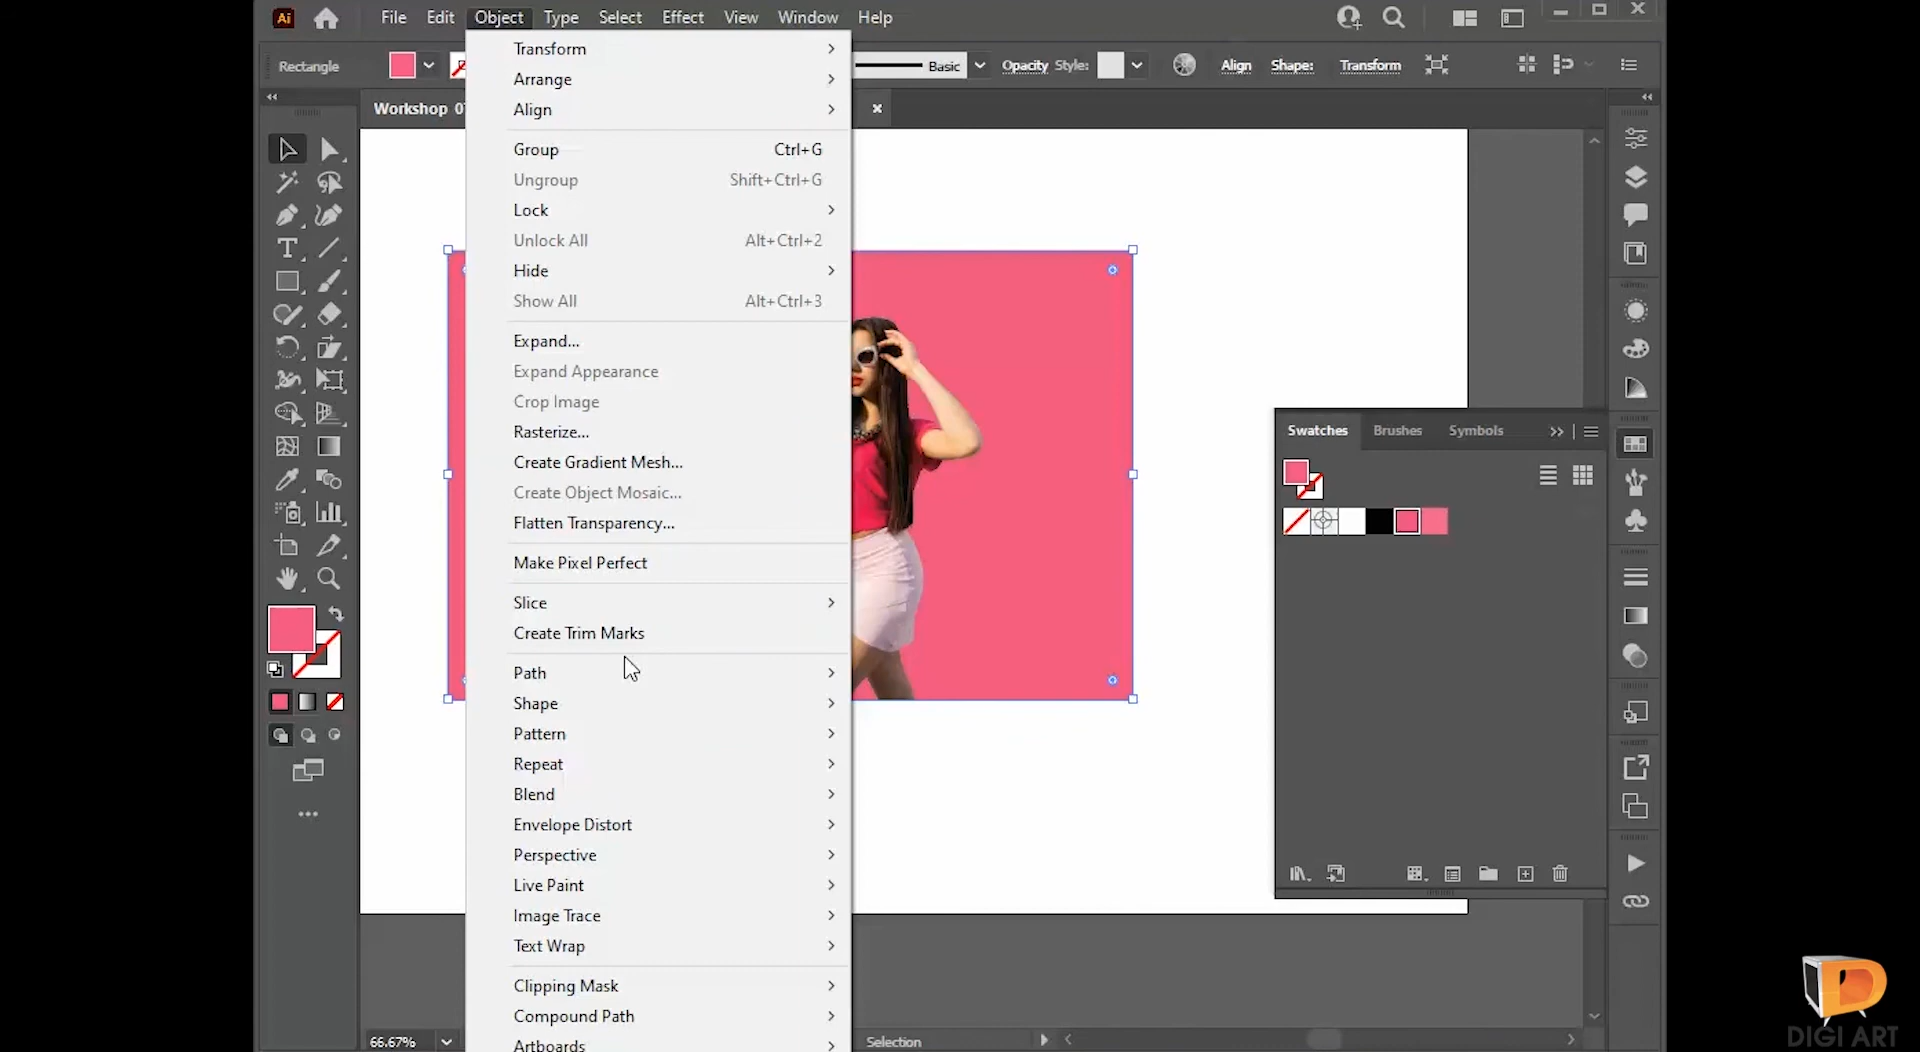 Ai File Edit Object Type Select Effect View Window Help
Rectangle Basic Opacity Style: Align Shape: Transform
Workshop 07
Transform
Arrange
Align
Group Ctrl+G
Ungroup Shift+Ctrl+G
Lock
Unlock All Alt+Ctrl+2
Hide
Show All Alt+Ctrl+3
Expand...
Expand Appearance
Crop Image
Rasterize...
Create Gradient Mesh...
Create Object Mosaic...
Flatten Transparency...
Make Pixel Perfect
Slice
Create Trim Marks
Path
Shape
Pattern
Repeat
Blend
Envelope Distort
Perspective
Live Paint
Image Trace
Text Wrap
Clipping Mask
Compound Path
Artboards
Swatches Brushes Symbols
66.67% Selection
DIGI ART